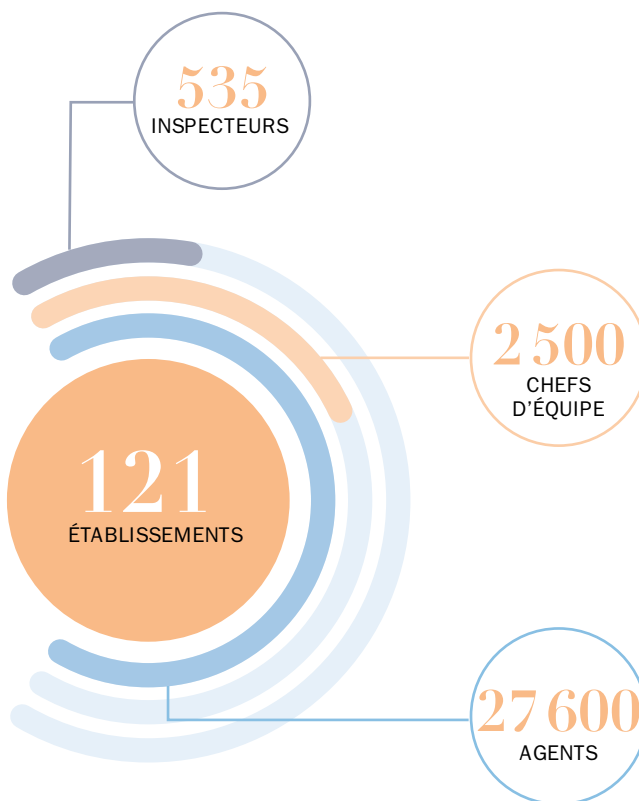 535
INSPECTEURS
2 500
CHEFS
D’ÉQUIPE
121
ÉTABLISSEMENTS
27 600
AGENTS